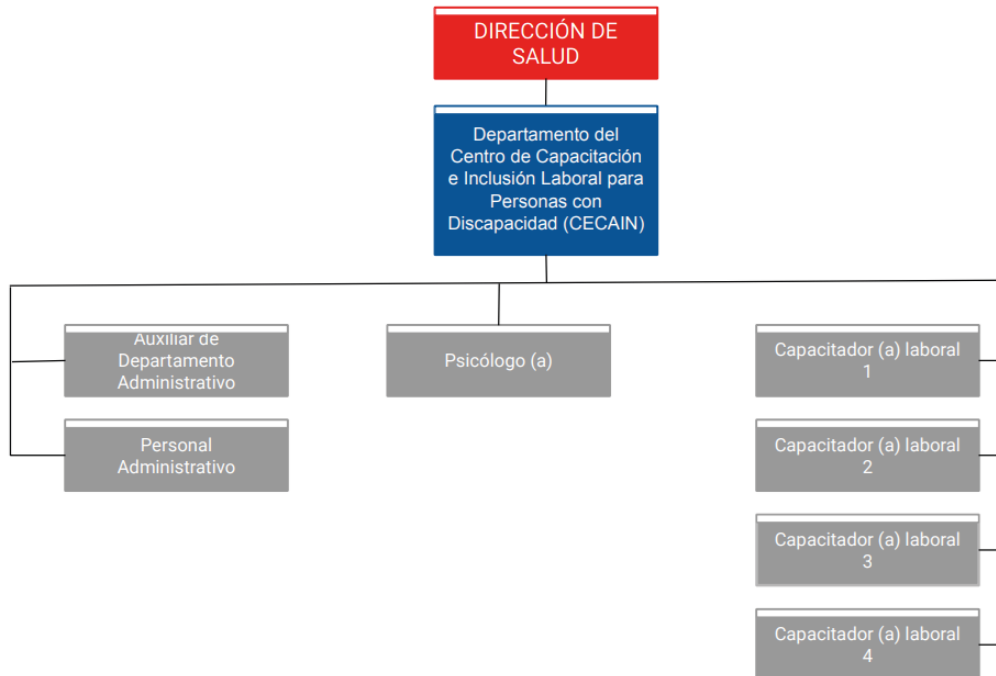 DIRECCIÓN DE
SALUD
Departamento del
Centro de Capacitación
e Inclusión Laboral para
Personas con
Discapacidad (CECAIN)
Auxiliar de
Departamento
Administrativo
Personal
Administrativo
Psicólogo (a)
Capacitador (a) laboral
1
Capacitador (a) laboral
2
Capacitador (a) laboral
3
Capacitador (a) laboral
4